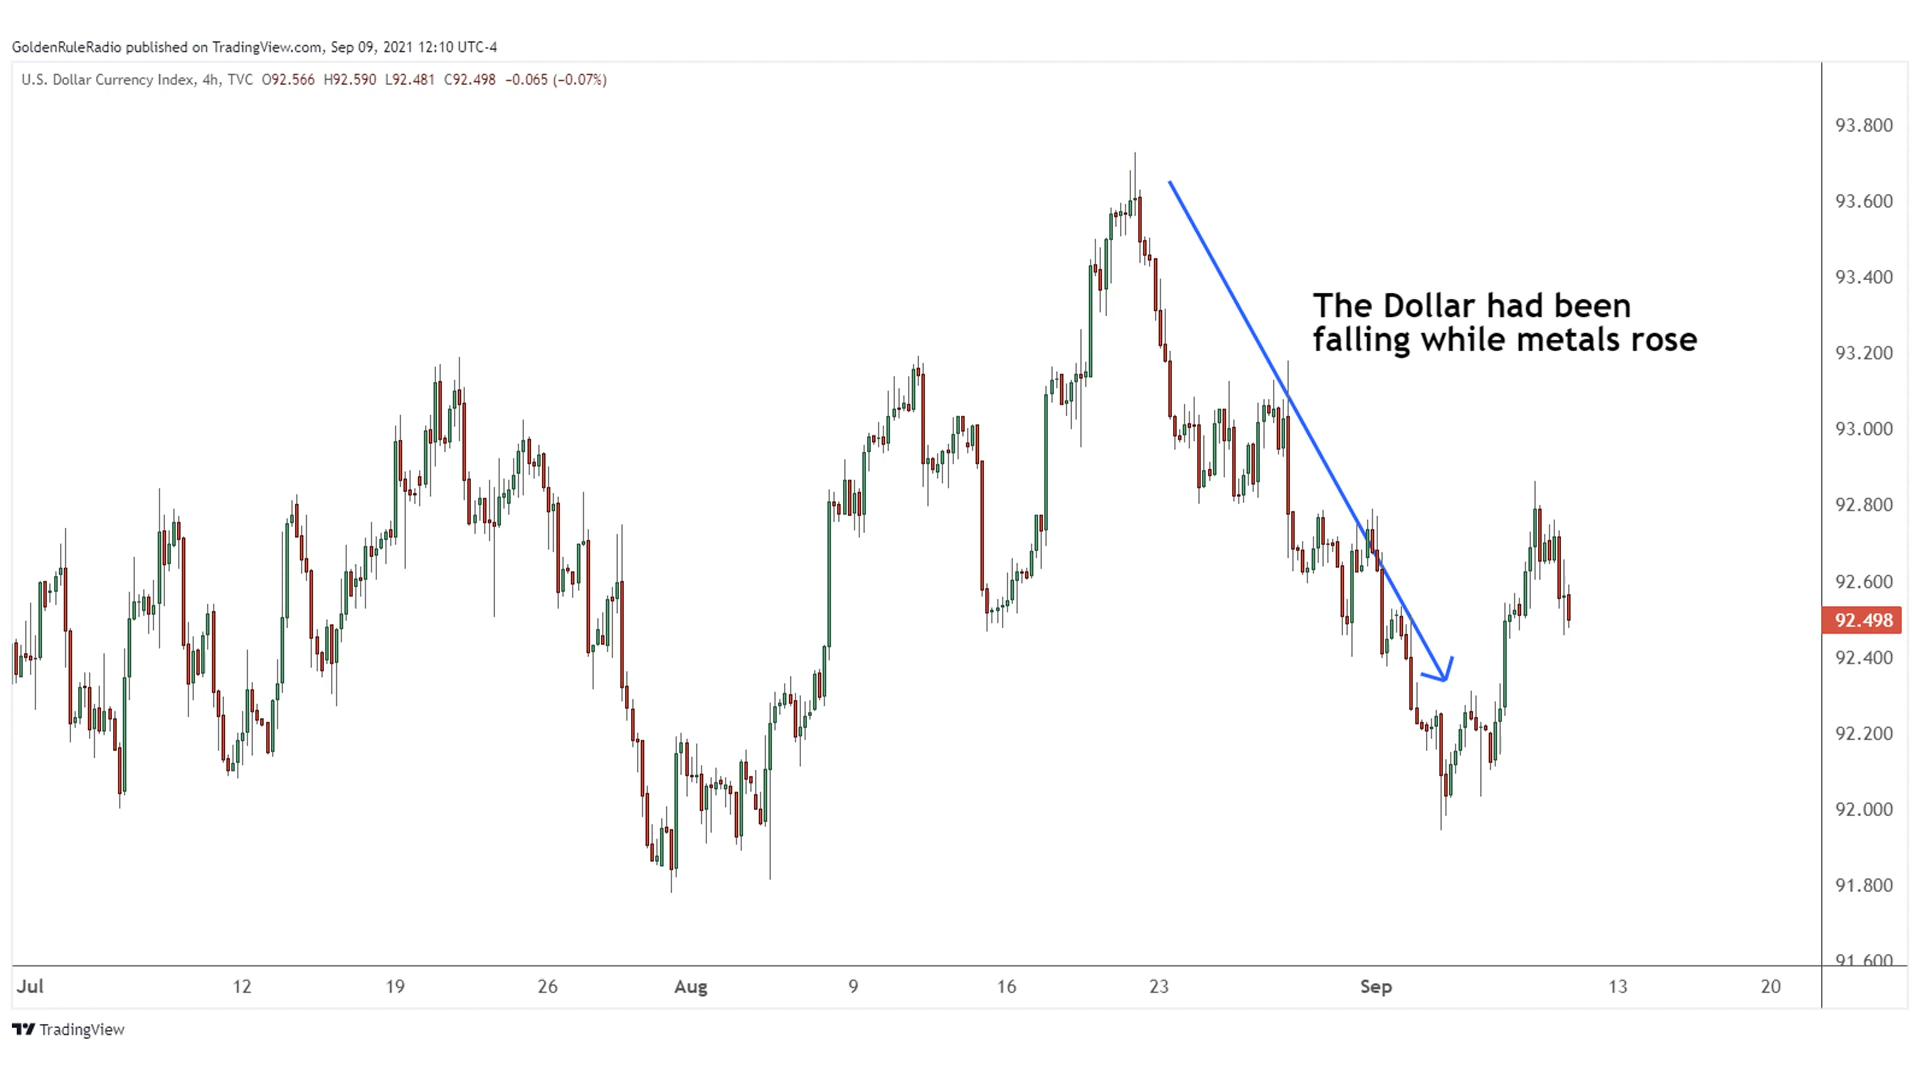 GoldenRuleRadio published on TradingView.com, Sep 09, 2021 12:10 UTC-4
U.S. Dollar Currency Index, 4h, TVC O92.566 H92.590 L92.481 C92.498 −0.065 (−0.07%)
93.800
93.600
The Dollar had been
falling while metals rose
93.400
93.200
93.000
92.800
92.600
92.498
92.400
92.200
92.000
91.800
91.600
Jul 12 19 26 Aug 9 16 23 Sep 13 20
TradingView